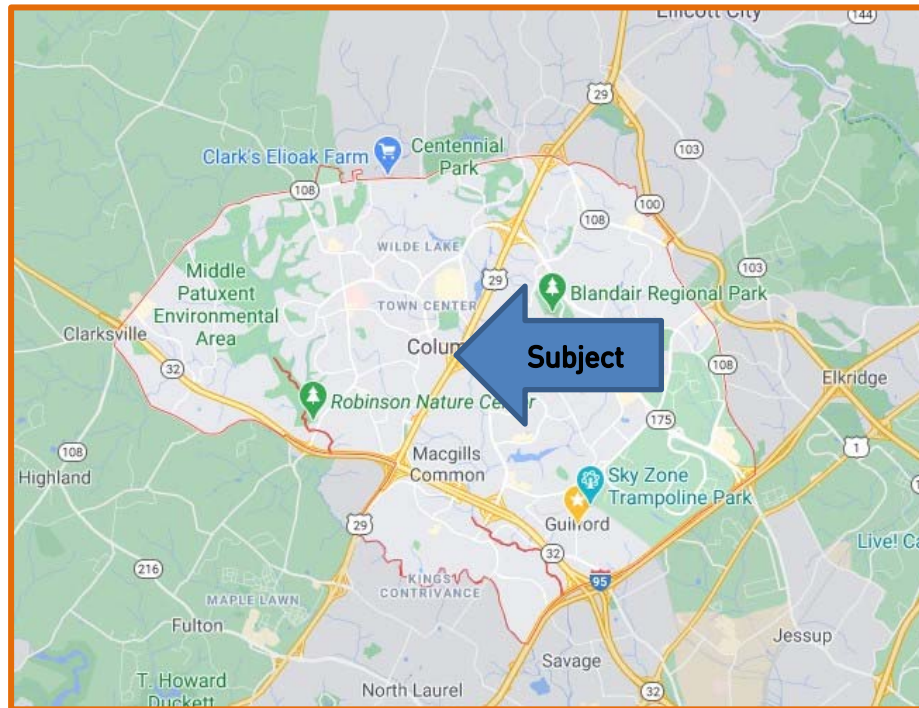 Ellicott City
144
29
103
Clark's Elioak Farm
Centennial
Park
108
108
100
WILDE LAKE
103
29
Middle
Patuxent
Environmental
Area
Blandair Regional Park
TOWN CENTER
Clarksville
Colum
Subject
108
32
Elkridge
Robinson Nature Center
175
1
108
Macgills
Common
Highland
Sky Zone
Trampoline Park
Guilford
29
32
Live! Ca
95
216
KINGS
CONTRIVANCE
MAPLE LAWN
Fulton
Jessup
Savage
T. Howard
Duckett
North Laurel
32